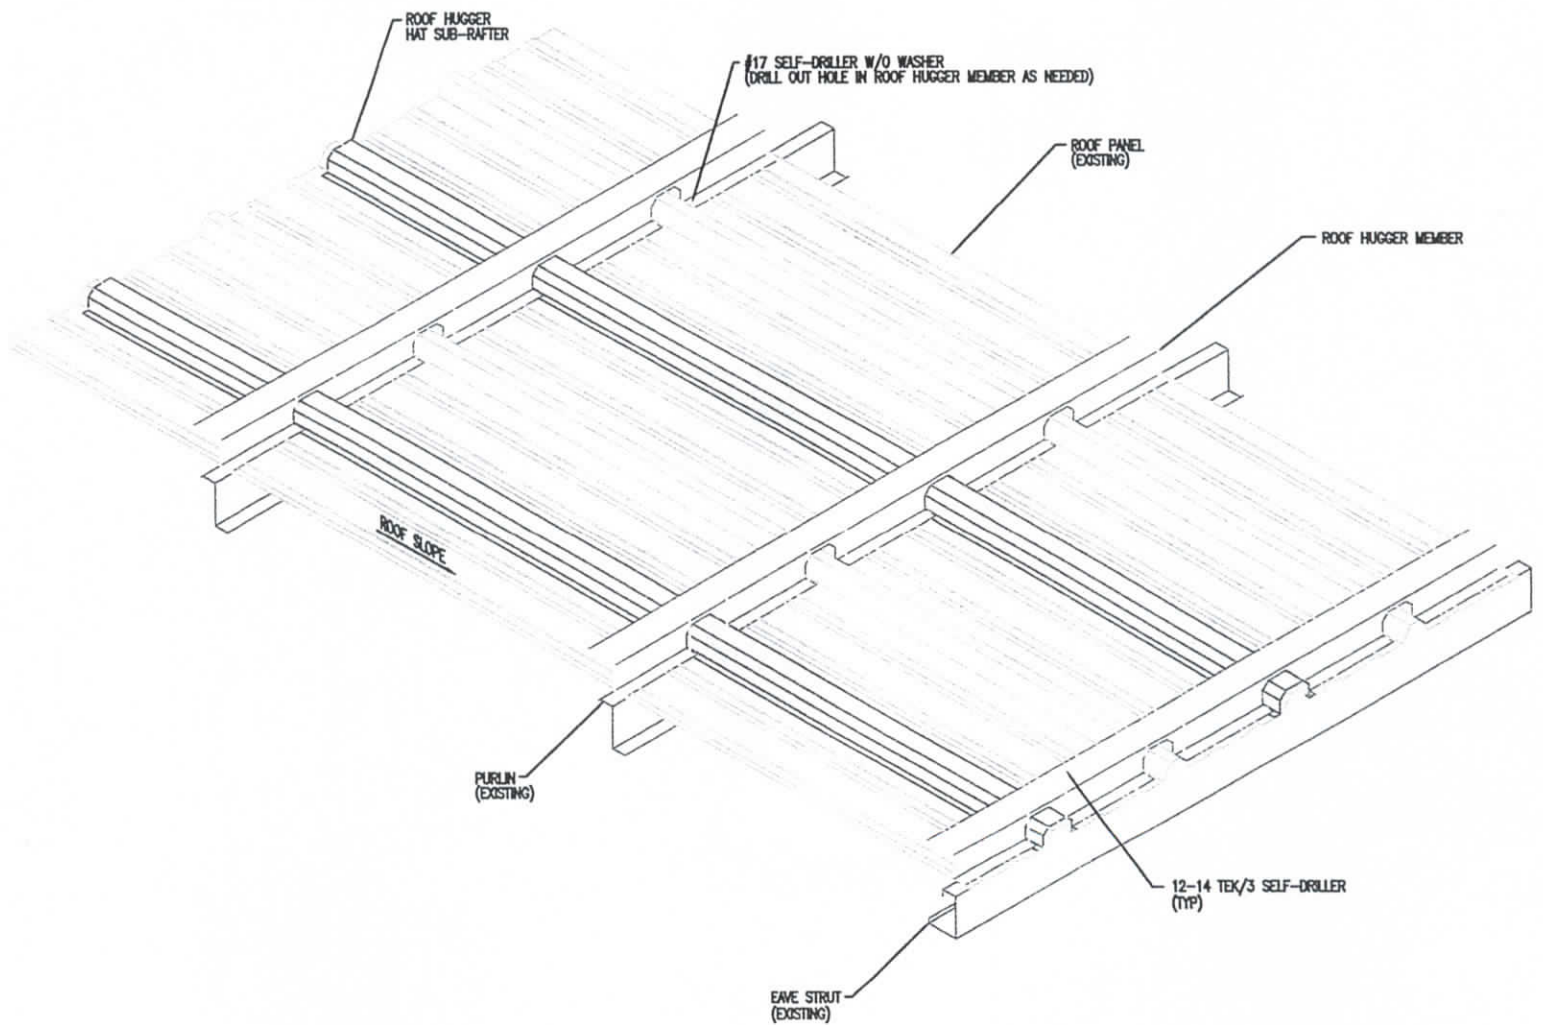 ROOF HUGGER
HAT SUB-RAFTER
#17 SELF-DRILLER W/O WASHER
(DRILL OUT HOLE IN ROOF HUGGER MEMBER AS NEEDED)
ROOF PANEL
(EXISTING)
ROOF HUGGER MEMBER
ROOF SLOPE
PURLIN
(EXISTING)
12-14 TEK/3 SELF-DRILLER
(TYP)
EAVE STRUT
(EXISTING)